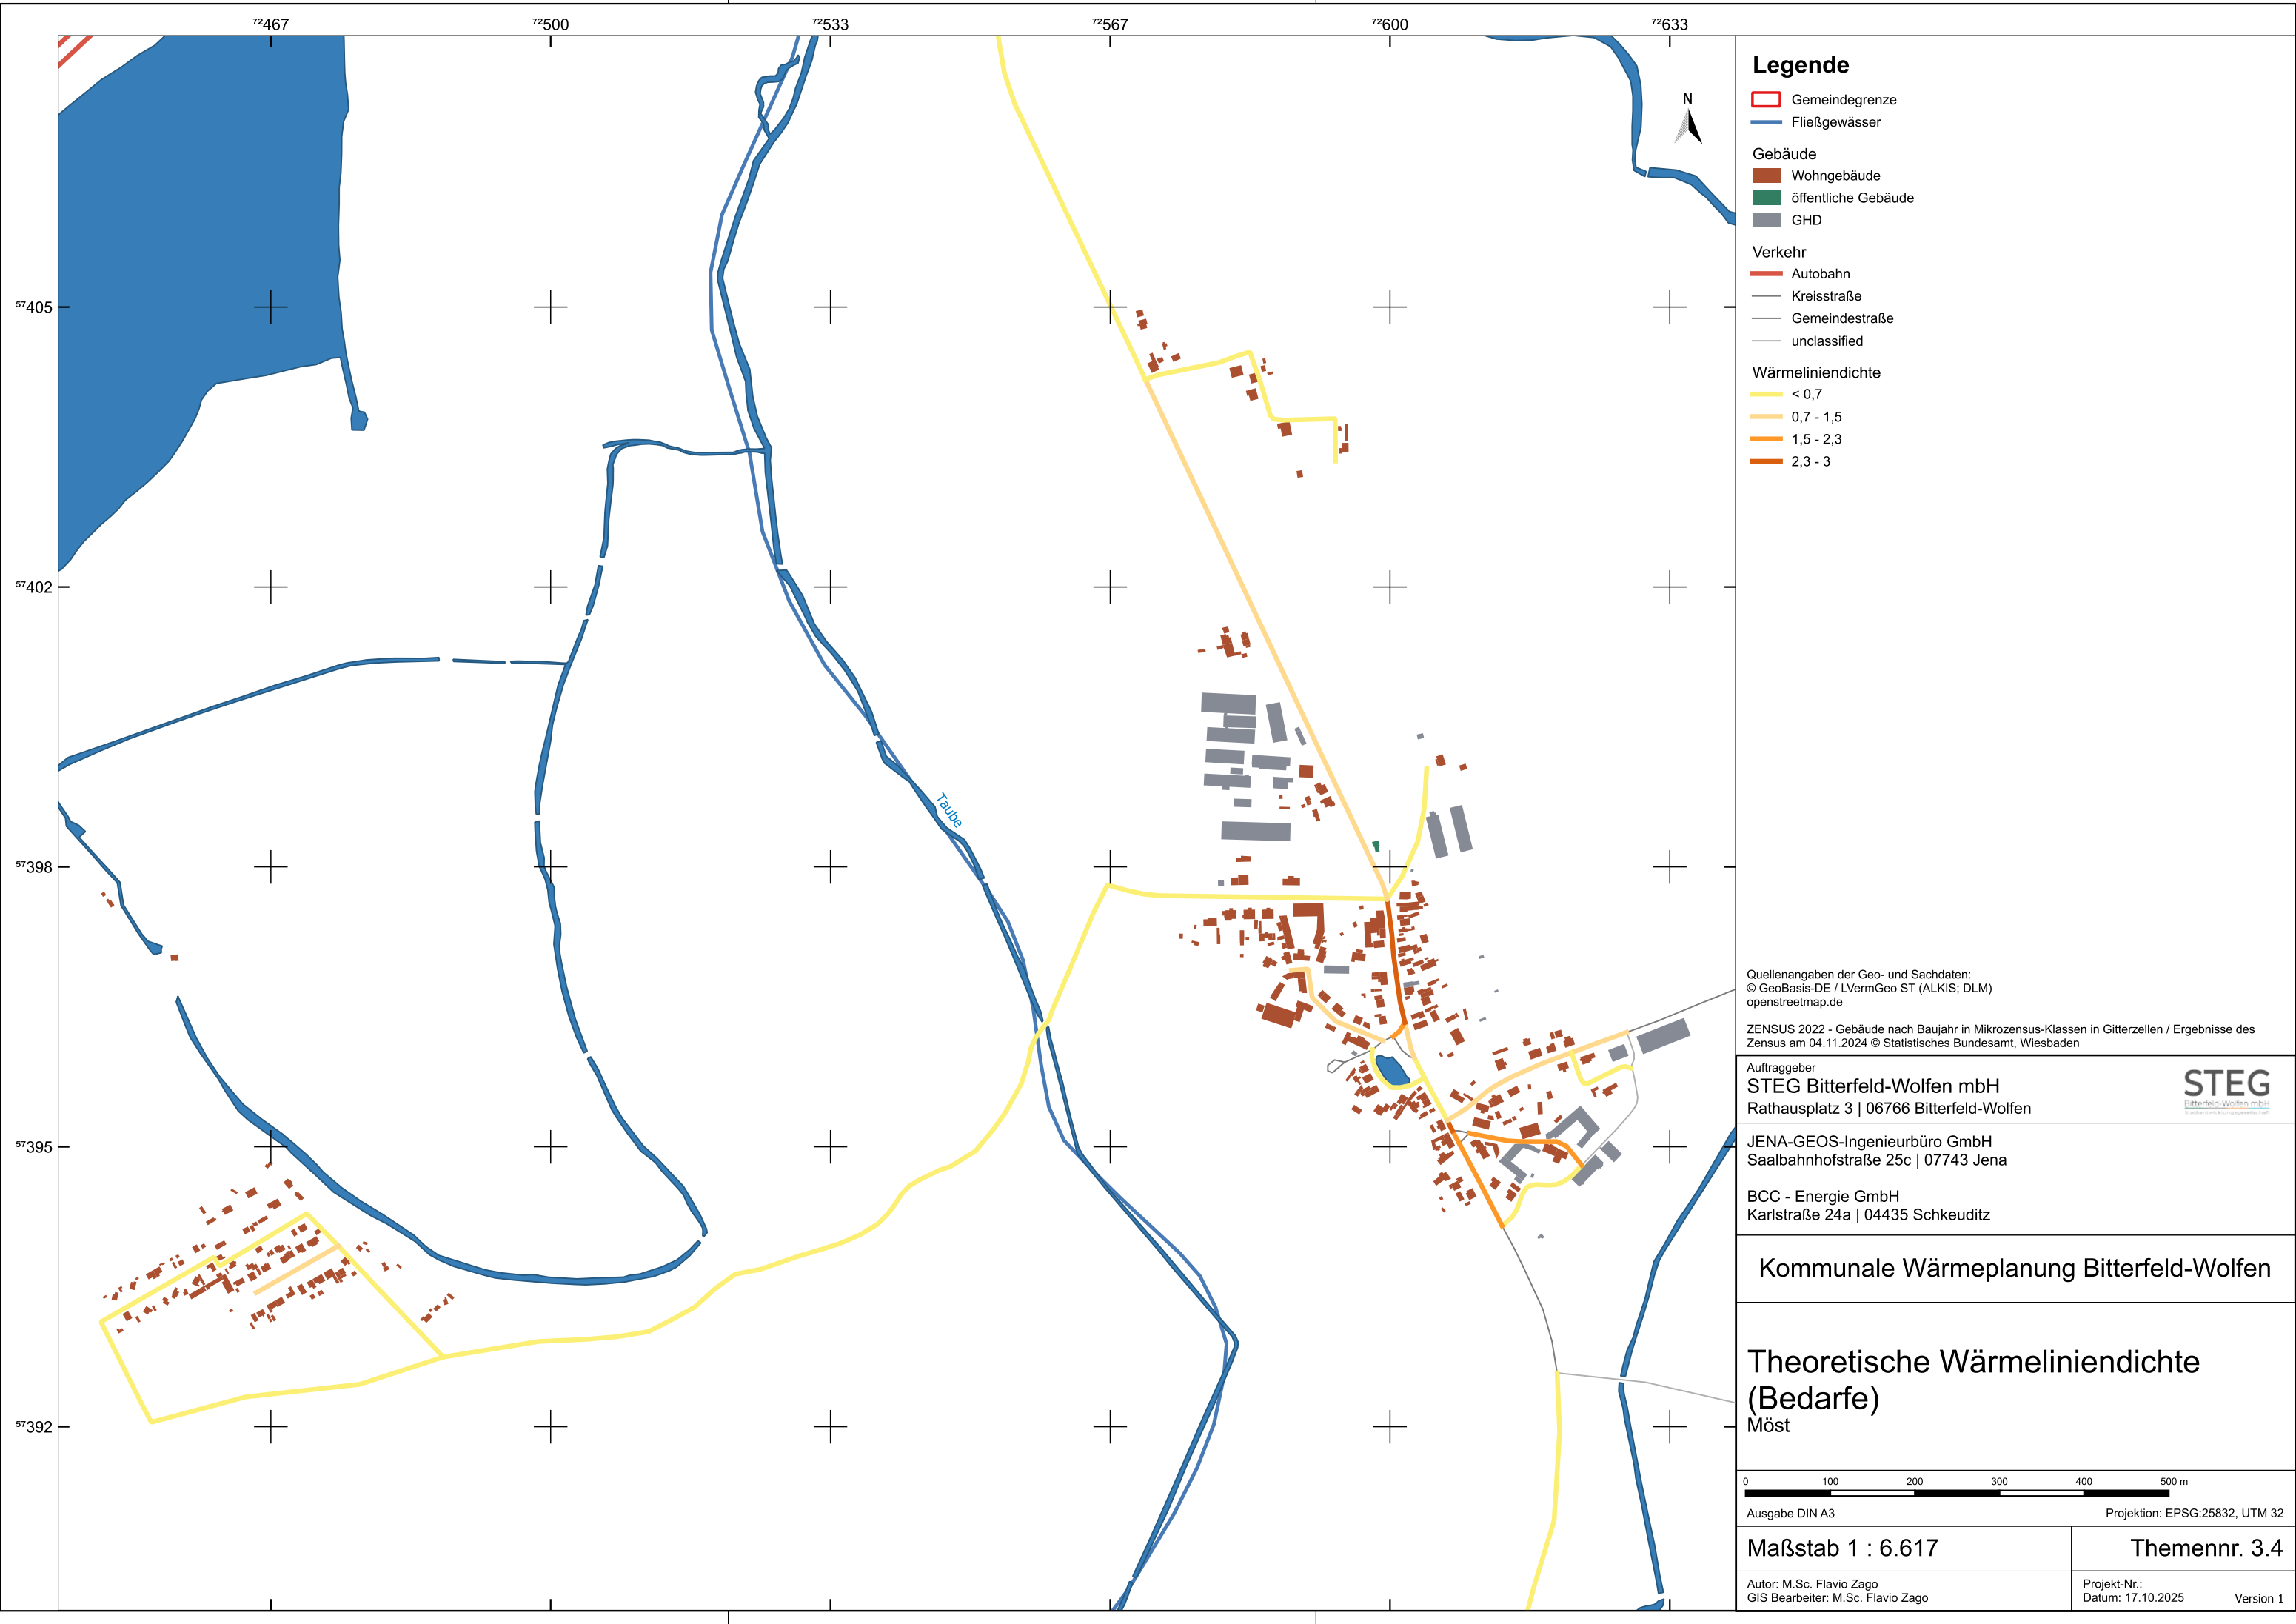 72467 72500 72533 72567 72600 72633
57405
57402
57398
57395
57392
Taube
N
Legende
Gemeindegrenze
Fließgewässer
Gebäude
Wohngebäude
öffentliche Gebäude
GHD
Verkehr
Autobahn
Kreisstraße
Gemeindestraße
unclassified
Wärmeliniendichte
< 0,7
0,7 - 1,5
1,5 - 2,3
2,3 - 3
Quellenangaben der Geo- und Sachdaten:
© GeoBasis-DE / LVermGeo ST (ALKIS; DLM)
openstreetmap.de
ZENSUS 2022 - Gebäude nach Baujahr in Mikrozensus-Klassen in Gitterzellen / Ergebnisse des
Zensus am 04.11.2024 © Statistisches Bundesamt, Wiesbaden
Auftraggeber
STEG Bitterfeld-Wolfen mbH
Rathausplatz 3 | 06766 Bitterfeld-Wolfen
STEG
Bitterfeld-Wolfen mbH
JENA-GEOS-Ingenieurbüro GmbH
Saalbahnhofstraße 25c | 07743 Jena
BCC - Energie GmbH
Karlstraße 24a | 04435 Schkeuditz
Kommunale Wärmeplanung Bitterfeld-Wolfen
Theoretische Wärmeliniendichte
(Bedarfe)
Möst
0 100 200 300 400 500 m
Ausgabe DIN A3 Projektion: EPSG:25832, UTM 32
Maßstab 1 : 6.617 Themennr. 3.4
Autor: M.Sc. Flavio Zago
GIS Bearbeiter: M.Sc. Flavio Zago
Projekt-Nr.:
Datum: 17.10.2025 Version 1